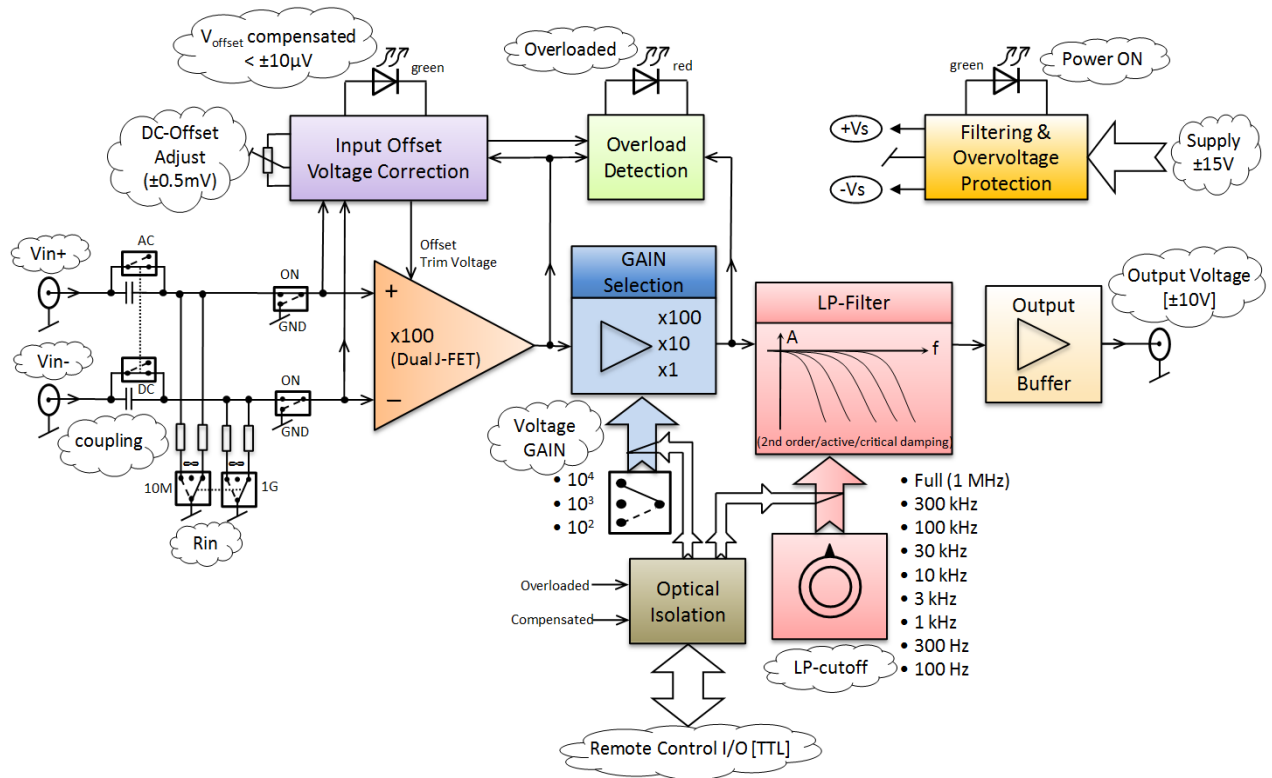 Voffset compensated
< ±10µV
green
Overloaded
red
green
Power ON
DC-Offset
Adjust
(±0.5mV)
Input Offset
Voltage Correction
Overload
Detection
+Vs
-Vs
Filtering &
Overvoltage
Protection
Supply
±15V
Vin+
AC
ON
GND
Offset
Trim Voltage
+
x100
(Dual J-FET)
−
GAIN
Selection
x100
x10
x1
LP-Filter
A
f
(2nd order/active/critical damping)
Output
Buffer
Output Voltage
[±10V]
Vin-
DC
ON
GND
coupling
∞
∞
10M
1G
Rin
Voltage
GAIN
• 10⁴
• 10³
• 10²
Overloaded
Compensated
Optical
Isolation
LP-cutoff
• Full (1 MHz)
• 300 kHz
• 100 kHz
• 30 kHz
• 10 kHz
• 3 kHz
• 1 kHz
• 300 Hz
• 100 Hz
Remote Control I/O [TTL]